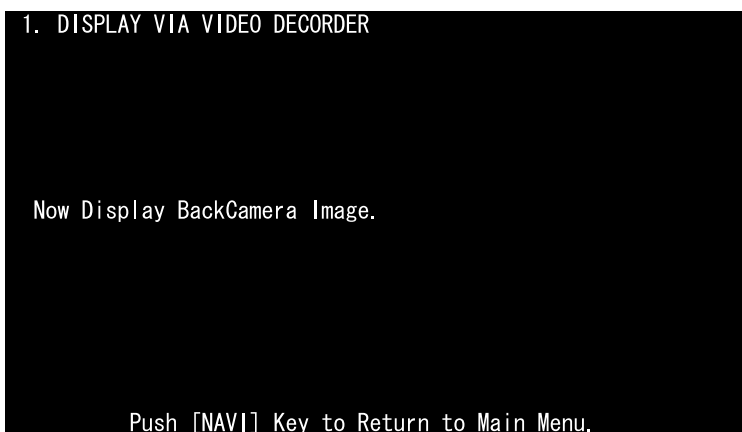 1. DISPLAY VIA VIDEO DECORDER
Now Display BackCamera Image.
Push [NAVI] Key to Return to Main Menu.